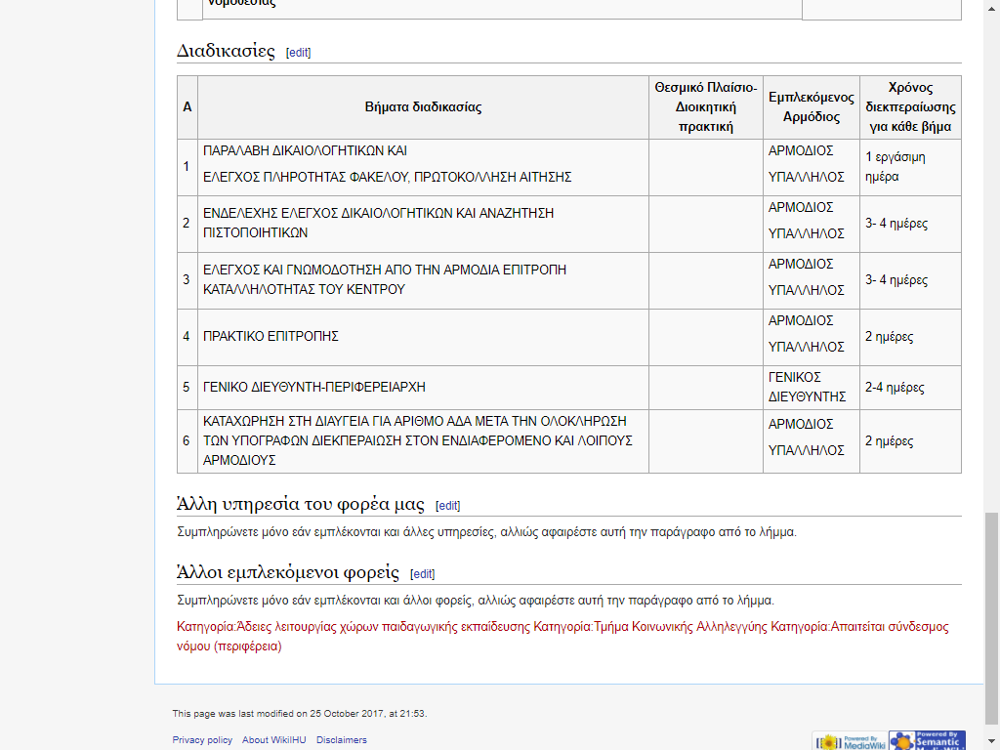 νομοθεσίας
Διαδικασίες [edit]
Α
Βήματα διαδικασίας
Θεσμικό Πλαίσιο-
Διοικητική
πρακτική
Εμπλεκόμενος
Αρμόδιος
Χρόνος
διεκπεραίωσης
για κάθε βήμα
1
ΠΑΡΑΛΑΒΗ ΔΙΚΑΙΟΛΟΓΗΤΙΚΩΝ ΚΑΙ
ΕΛΕΓΧΟΣ ΠΛΗΡΟΤΗΤΑΣ ΦΑΚΕΛΟΥ, ΠΡΩΤΟΚΟΛΛΗΣΗ ΑΙΤΗΣΗΣ
ΑΡΜΟΔΙΟΣ
ΥΠΑΛΛΗΛΟΣ
1 εργάσιμη
ημέρα
2
ΕΝΔΕΛΕΧΗΣ ΕΛΕΓΧΟΣ ΔΙΚΑΙΟΛΟΓΗΤΙΚΩΝ ΚΑΙ ΑΝΑΖΗΤΗΣΗ
ΠΙΣΤΟΠΟΙΗΤΙΚΩΝ
ΑΡΜΟΔΙΟΣ
ΥΠΑΛΛΗΛΟΣ
3- 4 ημέρες
3
ΕΛΕΓΧΟΣ ΚΑΙ ΓΝΩΜΟΔΟΤΗΣΗ ΑΠΟ ΤΗΝ ΑΡΜΟΔΙΑ ΕΠΙΤΡΟΠΗ
ΚΑΤΑΛΛΗΛΟΤΗΤΑΣ ΤΟΥ ΚΕΝΤΡΟΥ
ΑΡΜΟΔΙΟΣ
ΥΠΑΛΛΗΛΟΣ
3- 4 ημέρες
4
ΠΡΑΚΤΙΚΟ ΕΠΙΤΡΟΠΗΣ
ΑΡΜΟΔΙΟΣ
ΥΠΑΛΛΗΛΟΣ
2 ημέρες
5
ΓΕΝΙΚΟ ΔΙΕΥΘΥΝΤΗ-ΠΕΡΙΦΕΡΕΙΑΡΧΗ
ΓΕΝΙΚΟΣ
ΔΙΕΥΘΥΝΤΗΣ
2-4 ημέρες
6
ΚΑΤΑΧΩΡΗΣΗ ΣΤΗ ΔΙΑΥΓΕΙΑ ΓΙΑ ΑΡΙΘΜΟ ΑΔΑ ΜΕΤΑ ΤΗΝ ΟΛΟΚΛΗΡΩΣΗ
ΤΩΝ ΥΠΟΓΡΑΦΩΝ ΔΙΕΚΠΕΡΑΙΩΣΗ ΣΤΟΝ ΕΝΔΙΑΦΕΡΟΜΕΝΟ ΚΑΙ ΛΟΙΠΟΥΣ
ΑΡΜΟΔΙΟΥΣ
ΑΡΜΟΔΙΟΣ
ΥΠΑΛΛΗΛΟΣ
2 ημέρες
Άλλη υπηρεσία του φορέα μας [edit]
Συμπληρώνετε μόνο εάν εμπλέκονται και άλλες υπηρεσίες, αλλιώς αφαιρέστε αυτή την παράγραφο από το λήμμα.
Άλλοι εμπλεκόμενοι φορείς [edit]
Συμπληρώνετε μόνο εάν εμπλέκονται και άλλοι φορείς, αλλιώς αφαιρέστε αυτή την παράγραφο από το λήμμα.
Κατηγορία:Άδειες λειτουργίας χώρων παιδαγωγικής εκπαίδευσης Κατηγορία:Τμήμα Κοινωνικής Αλληλεγγύης Κατηγορία:Απαιτείται σύνδεσμος
νόμου (περιφέρεια)
This page was last modified on 25 October 2017, at 21:53.
Privacy policy About WikiIHU Disclaimers
Powered By
MediaWiki
Powered By
Semantic